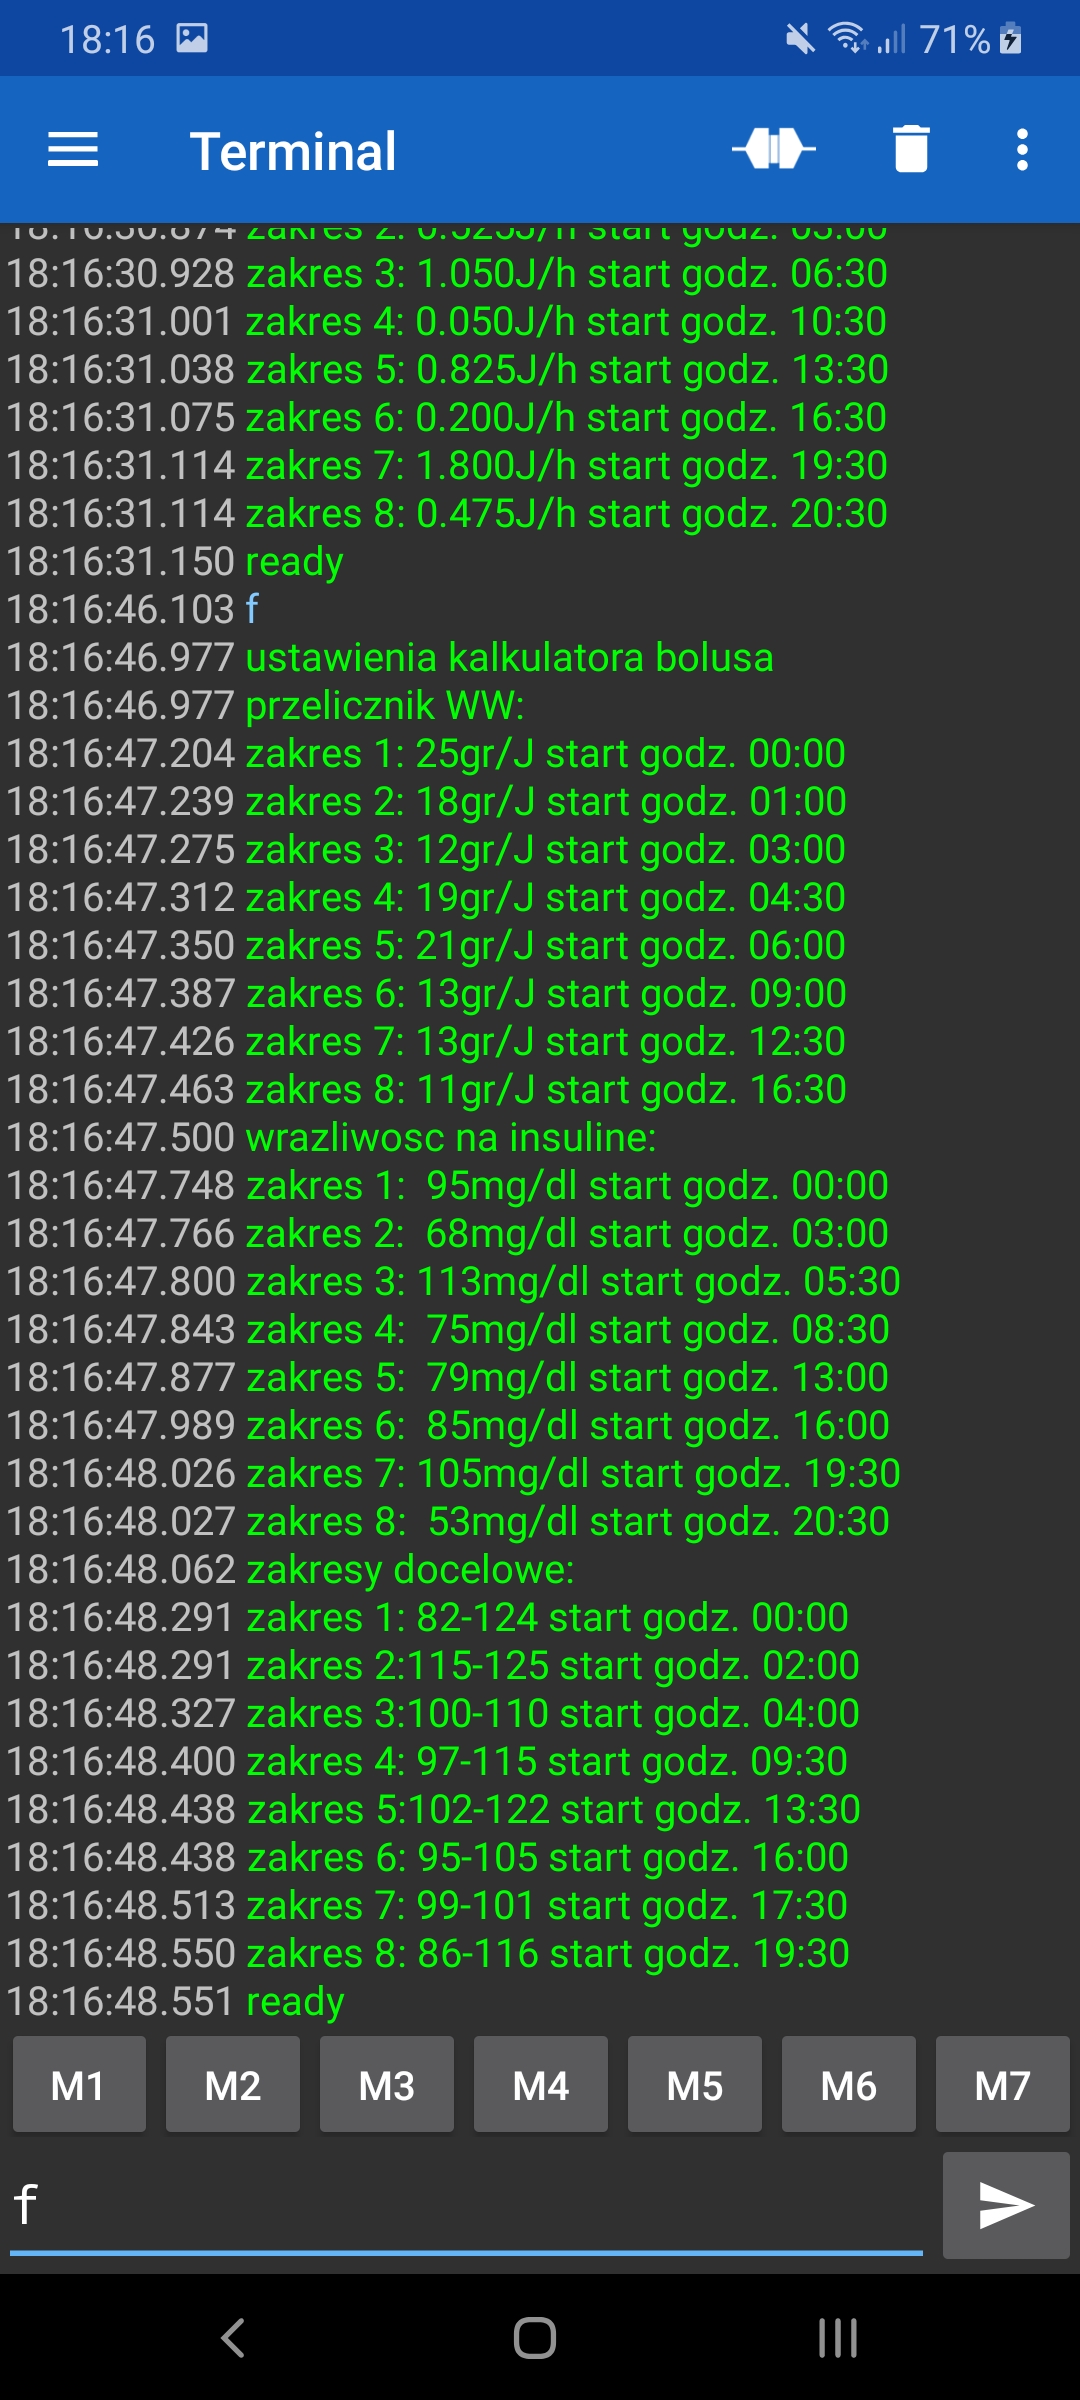 18:16 71%
Terminal
zakres 2: start godz.
18:16:30.928 zakres 3: 1.050J/h start godz. 06:30
18:16:31.001 zakres 4: 0.050J/h start godz. 10:30
18:16:31.038 zakres 5: 0.825J/h start godz. 13:30
18:16:31.075 zakres 6: 0.200J/h start godz. 16:30
18:16:31.114 zakres 7: 1.800J/h start godz. 19:30
18:16:31.114 zakres 8: 0.475J/h start godz. 20:30
18:16:31.150 ready
18:16:46.103 f
18:16:46.977 ustawienia kalkulatora bolusa
18:16:46.977 przelicznik WW:
18:16:47.204 zakres 1: 25gr/J start godz. 00:00
18:16:47.239 zakres 2: 18gr/J start godz. 01:00
18:16:47.275 zakres 3: 12gr/J start godz. 03:00
18:16:47.312 zakres 4: 19gr/J start godz. 04:30
18:16:47.350 zakres 5: 21gr/J start godz. 06:00
18:16:47.387 zakres 6: 13gr/J start godz. 09:00
18:16:47.426 zakres 7: 13gr/J start godz. 12:30
18:16:47.463 zakres 8: 11gr/J start godz. 16:30
18:16:47.500 wrazliwosc na insuline:
18:16:47.748 zakres 1:  95mg/dl start godz. 00:00
18:16:47.766 zakres 2:  68mg/dl start godz. 03:00
18:16:47.800 zakres 3: 113mg/dl start godz. 05:30
18:16:47.843 zakres 4:  75mg/dl start godz. 08:30
18:16:47.877 zakres 5:  79mg/dl start godz. 13:00
18:16:47.989 zakres 6:  85mg/dl start godz. 16:00
18:16:48.026 zakres 7: 105mg/dl start godz. 19:30
18:16:48.027 zakres 8:  53mg/dl start godz. 20:30
18:16:48.062 zakresy docelowe:
18:16:48.291 zakres 1: 82-124 start godz. 00:00
18:16:48.291 zakres 2:115-125 start godz. 02:00
18:16:48.327 zakres 3:100-110 start godz. 04:00
18:16:48.400 zakres 4: 97-115 start godz. 09:30
18:16:48.438 zakres 5:102-122 start godz. 13:30
18:16:48.438 zakres 6: 95-105 start godz. 16:00
18:16:48.513 zakres 7: 99-101 start godz. 17:30
18:16:48.550 zakres 8: 86-116 start godz. 19:30
18:16:48.551 ready
M1 M2 M3 M4 M5 M6 M7
f